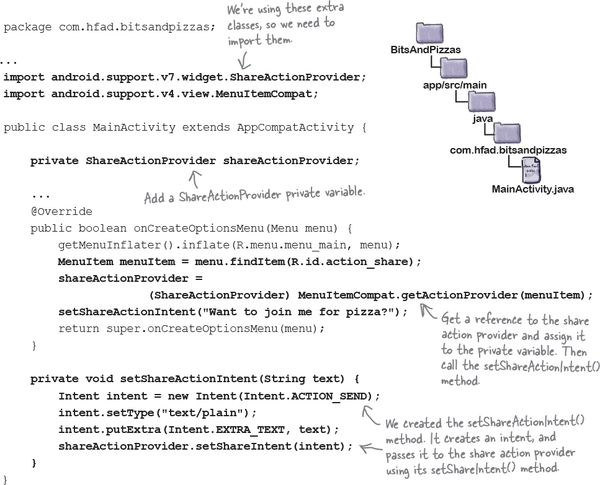 We're using these extra
classes, so we need to
import them.
package com.hfad.bitsandpizzas;
...
import android.support.v7.widget.ShareActionProvider;
import android.support.v4.view.MenuItemCompat;
public class MainActivity extends AppCompatActivity {
private ShareActionProvider shareActionProvider;
Add a ShareActionProvider private variable.
...
@Override
public boolean onCreateOptionsMenu(Menu menu) {
getMenuInflater().inflate(R.menu.menu_main, menu);
MenuItem menuItem = menu.findItem(R.id.action_share);
shareActionProvider =
(ShareActionProvider) MenuItemCompat.getActionProvider(menuItem);
setShareActionIntent("Want to join me for pizza?");
return super.onCreateOptionsMenu(menu);
}
Get a reference to the share
action provider and assign it
to the private variable. Then
call the setShareActionIntent()
method.
private void setShareActionIntent(String text) {
Intent intent = new Intent(Intent.ACTION_SEND);
intent.setType("text/plain");
intent.putExtra(Intent.EXTRA_TEXT, text);
shareActionProvider.setShareIntent(intent);
}
}
We created the setShareActionIntent()
method. It creates an intent, and
passes it to the share action provider
using its setShareIntent() method.
BitsAndPizzas
app/src/main
java
com.hfad.bitsandpizzas
MainActivity.java